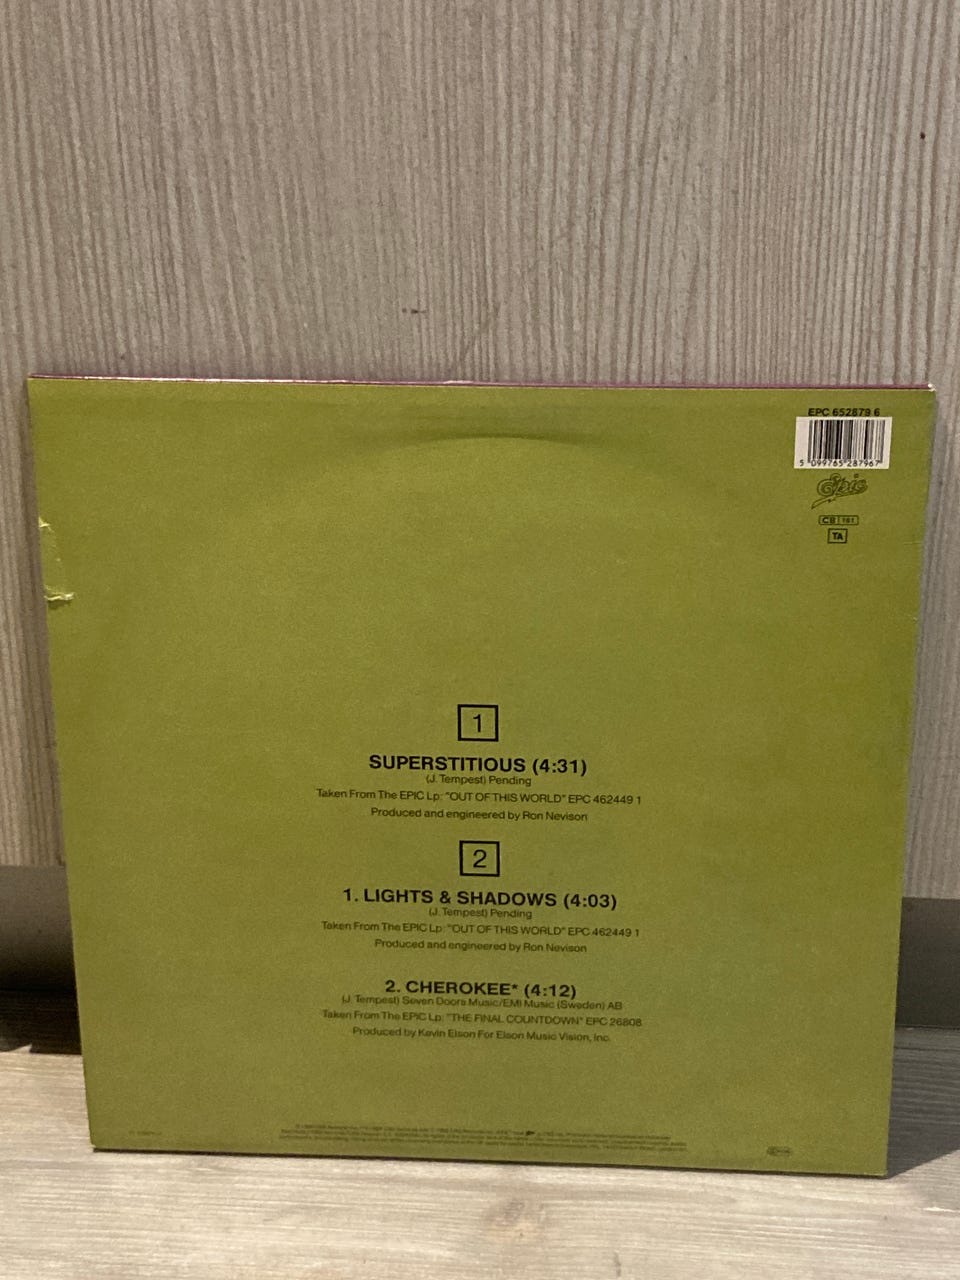 EPC 652879 6
5 099765 287967
Epic
CB 161
TA
1
SUPERSTITIOUS (4:31)
(J. Tempest) Pending
Taken From The EPIC Lp: "OUT OF THIS WORLD" EPC 462449 1
Produced and engineered by Ron Nevison
2
1. LIGHTS & SHADOWS (4:03)
(J. Tempest) Pending
Taken From The EPIC Lp: "OUT OF THIS WORLD" EPC 462449 1
Produced and engineered by Ron Nevison
2. CHEROKEE* (4:12)
(J. Tempest) Seven Doors Music/EMI Music (Sweden) AB
Taken From The EPIC Lp: "THE FINAL COUNTDOWN" EPC 26808
Produced by Kevin Elson For Elson Music Vision, Inc.